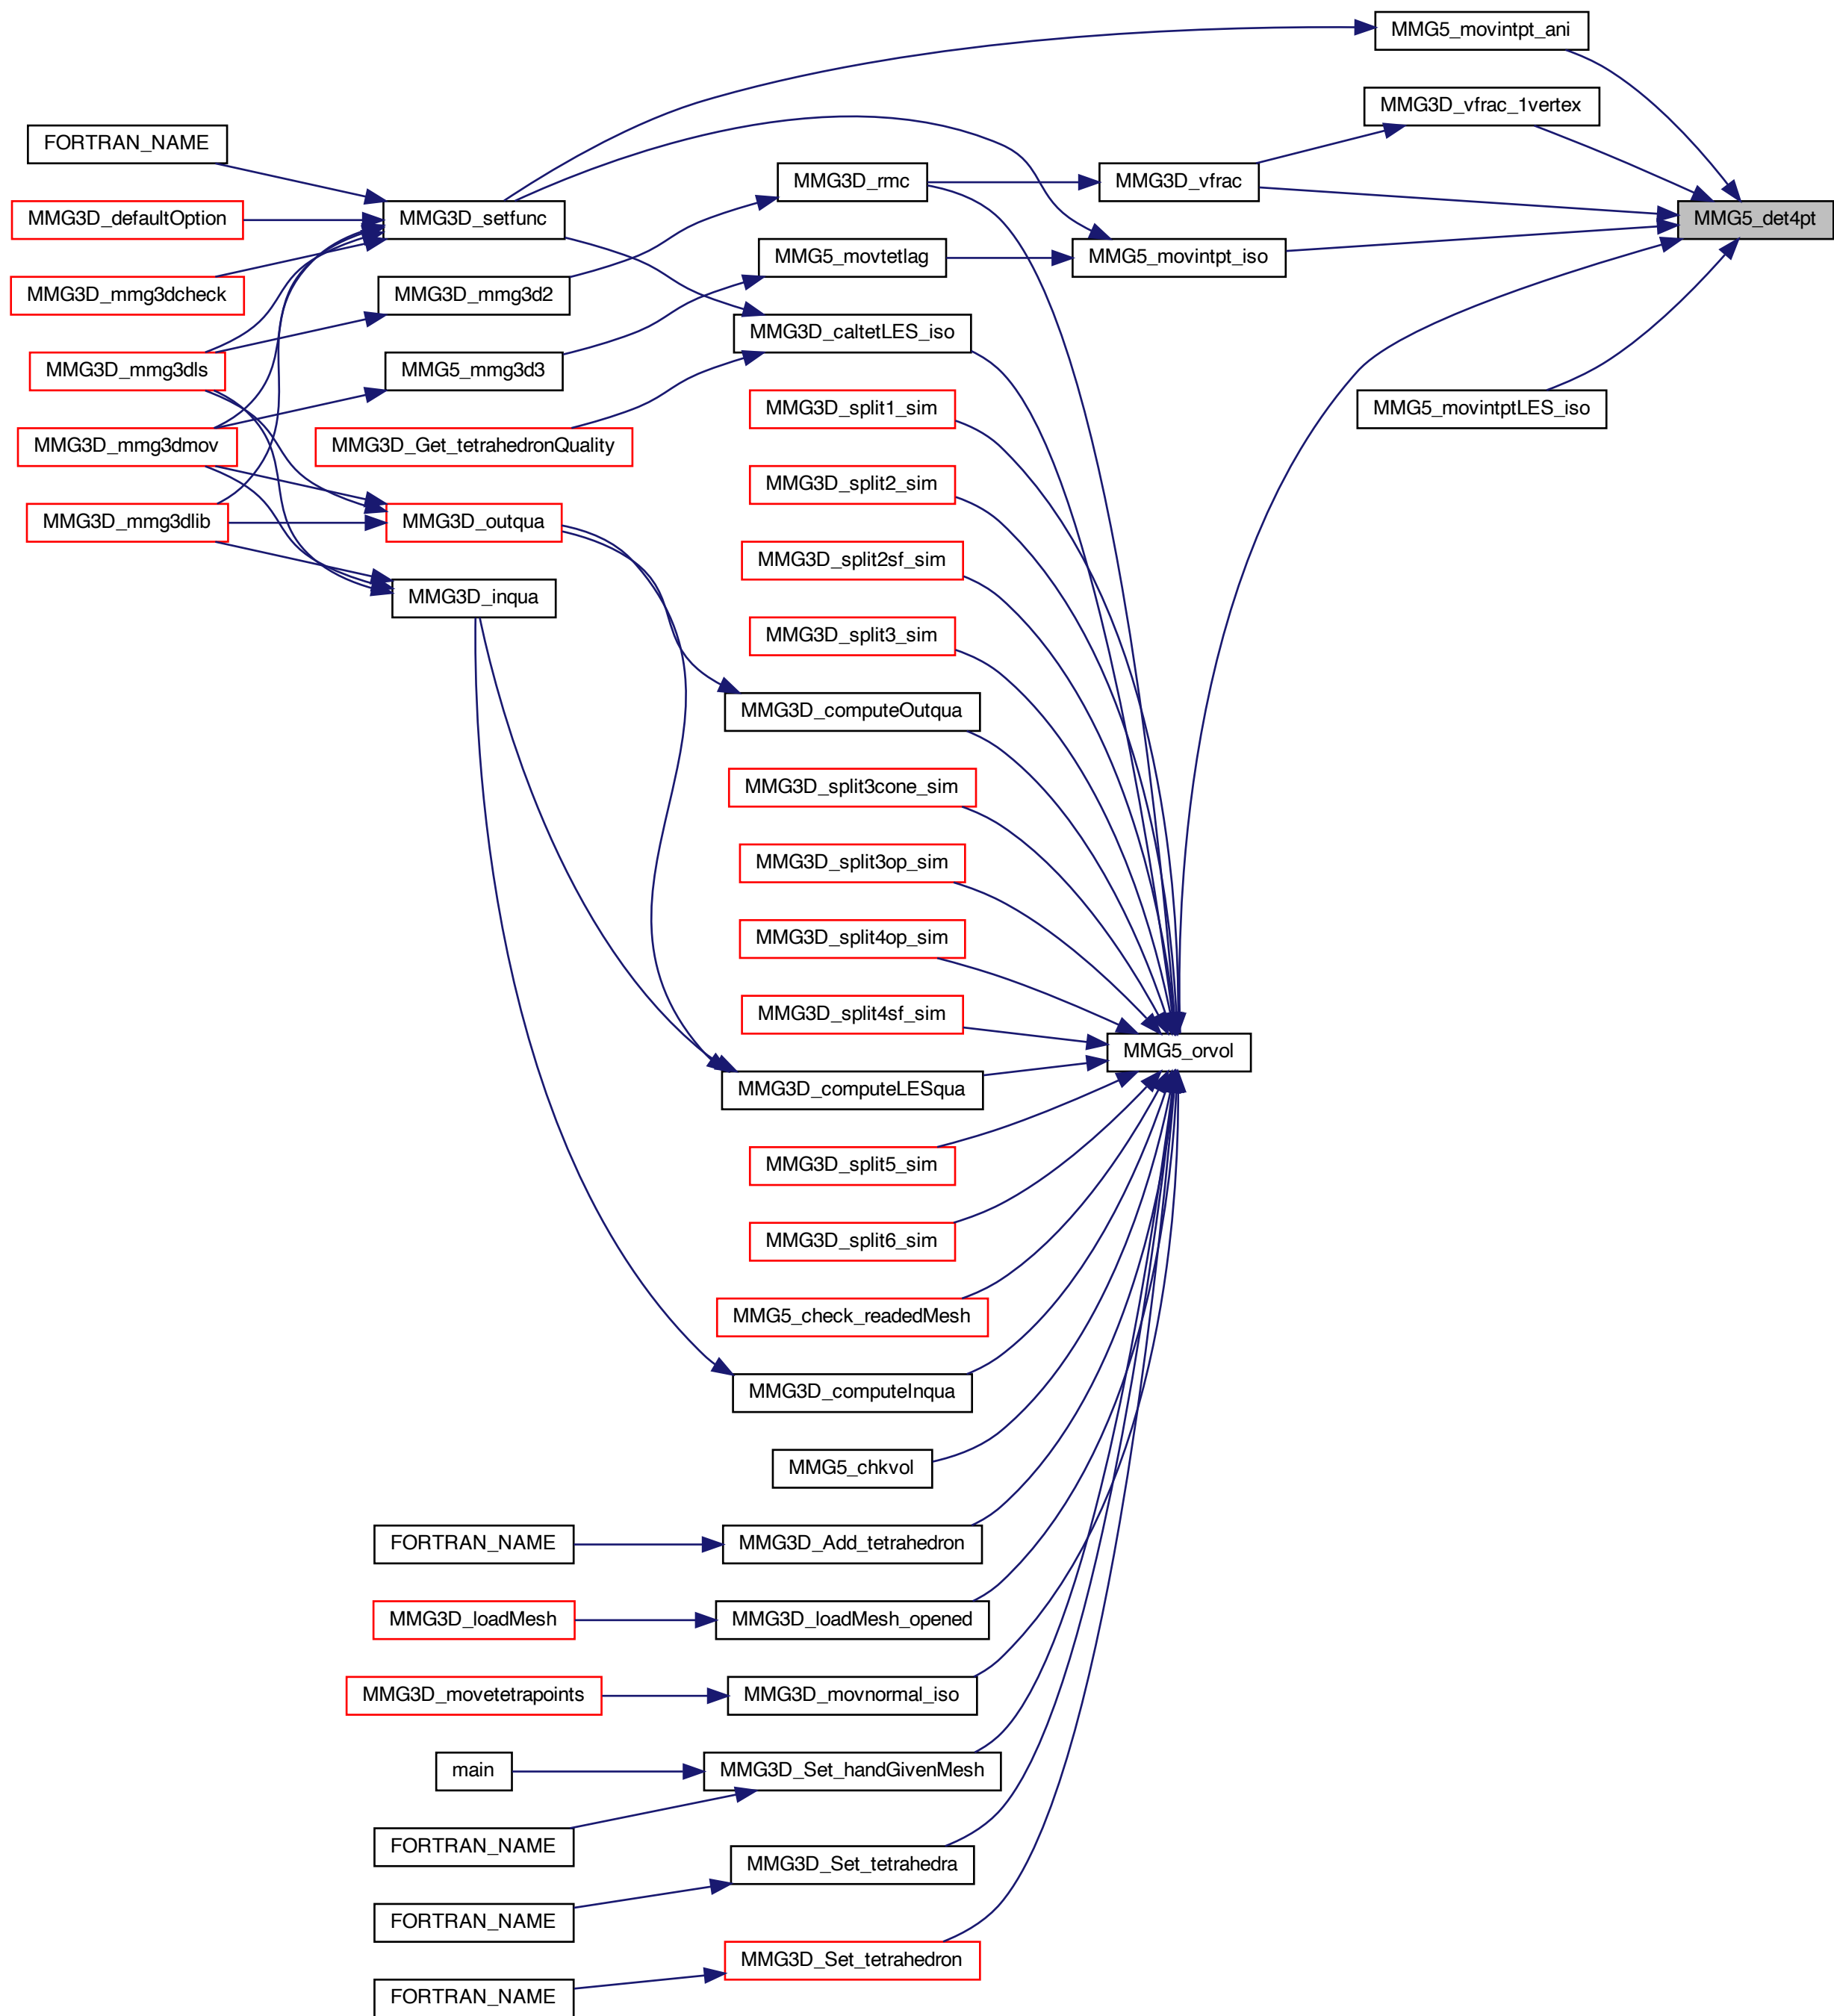 MMG5_movintpt_ani
MMG3D_vfrac_1vertex
FORTRAN_NAME
MMG3D_rmc
MMG3D_vfrac
MMG3D_defaultOption
MMG3D_setfunc
MMG5_det4pt
MMG5_movtetlag
MMG5_movintpt_iso
MMG3D_mmg3dcheck
MMG3D_mmg3d2
MMG3D_caltetLES_iso
MMG3D_mmg3dls
MMG5_mmg3d3
MMG3D_split1_sim
MMG5_movintptLES_iso
MMG3D_mmg3dmov
MMG3D_Get_tetrahedronQuality
MMG3D_split2_sim
MMG3D_mmg3dlib
MMG3D_outqua
MMG3D_split2sf_sim
MMG3D_inqua
MMG3D_split3_sim
MMG3D_computeOutqua
MMG3D_split3cone_sim
MMG3D_split3op_sim
MMG3D_split4op_sim
MMG3D_split4sf_sim
MMG5_orvol
MMG3D_computeLESqua
MMG3D_split5_sim
MMG3D_split6_sim
MMG5_check_readedMesh
MMG3D_computeInqua
MMG5_chkvol
FORTRAN_NAME
MMG3D_Add_tetrahedron
MMG3D_loadMesh
MMG3D_loadMesh_opened
MMG3D_movetetrapoints
MMG3D_movnormal_iso
main
MMG3D_Set_handGivenMesh
FORTRAN_NAME
MMG3D_Set_tetrahedra
FORTRAN_NAME
MMG3D_Set_tetrahedron
FORTRAN_NAME